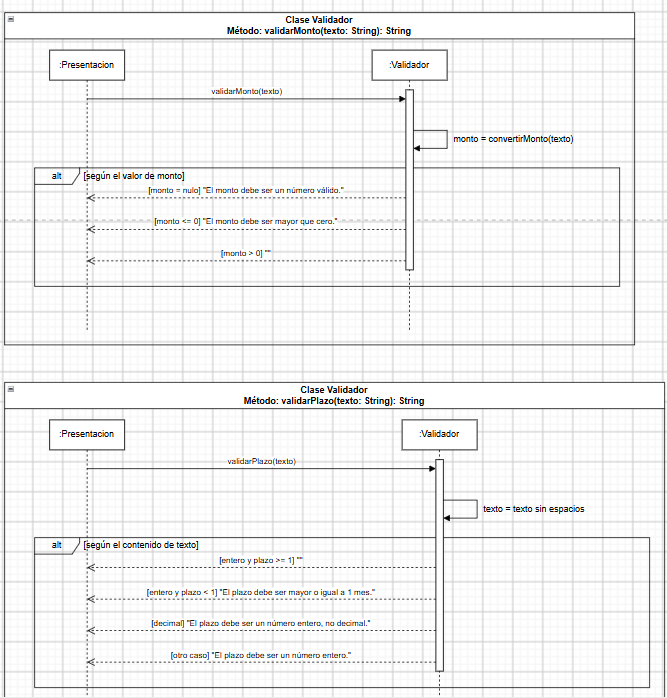 Clase Validador
Método: validarMonto(texto: String): String
:Presentacion
:Validador
validarMonto(texto)
monto = convertirMonto(texto)
alt
[según el valor de monto]
[monto = nulo] "El monto debe ser un número válido."
[monto <= 0] "El monto debe ser mayor que cero."
[monto > 0] ""
Clase Validador
Método: validarPlazo(texto: String): String
:Presentacion
:Validador
validarPlazo(texto)
texto = texto sin espacios
alt
[según el contenido de texto]
[entero y plazo >= 1] ""
[entero y plazo < 1] "El plazo debe ser mayor o igual a 1 mes."
[decimal] "El plazo debe ser un número entero, no decimal."
[otro caso] "El plazo debe ser un número entero."